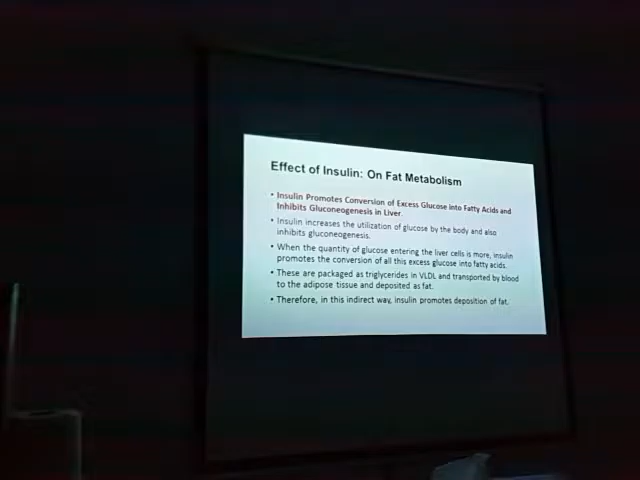 Effect of Insulin: On Fat Metabolism
• Insulin Promotes Conversion of Excess Glucose into Fatty Acids and
Inhibits Gluconeogenesis in Liver.
• Insulin increases the utilization of glucose by the body and also
inhibits gluconeogenesis.
• When the quantity of glucose entering the liver cells is more, insulin
promotes the conversion of all this excess glucose into fatty acids.
• These are packaged as triglycerides in VLDL and transported by blood
to the adipose tissue and deposited as fat.
• Therefore, in this indirect way, insulin promotes deposition of fat.